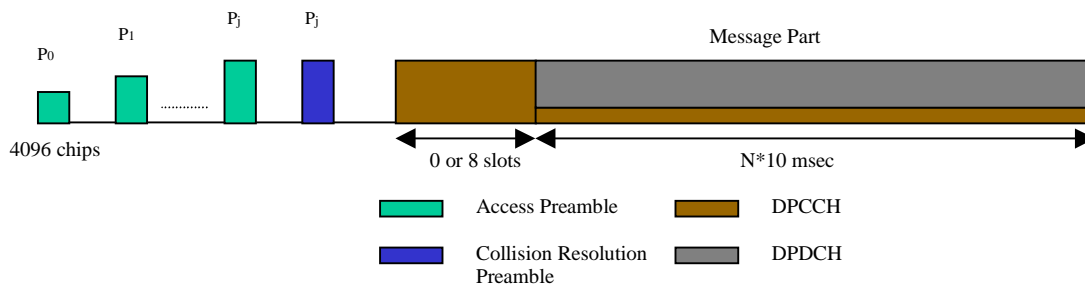 P0
P1
Pj
Pj
Message Part
.............
4096 chips
0 or 8 slots
N*10 msec
Access Preamble
DPCCH
Collision Resolution
Preamble
DPDCH